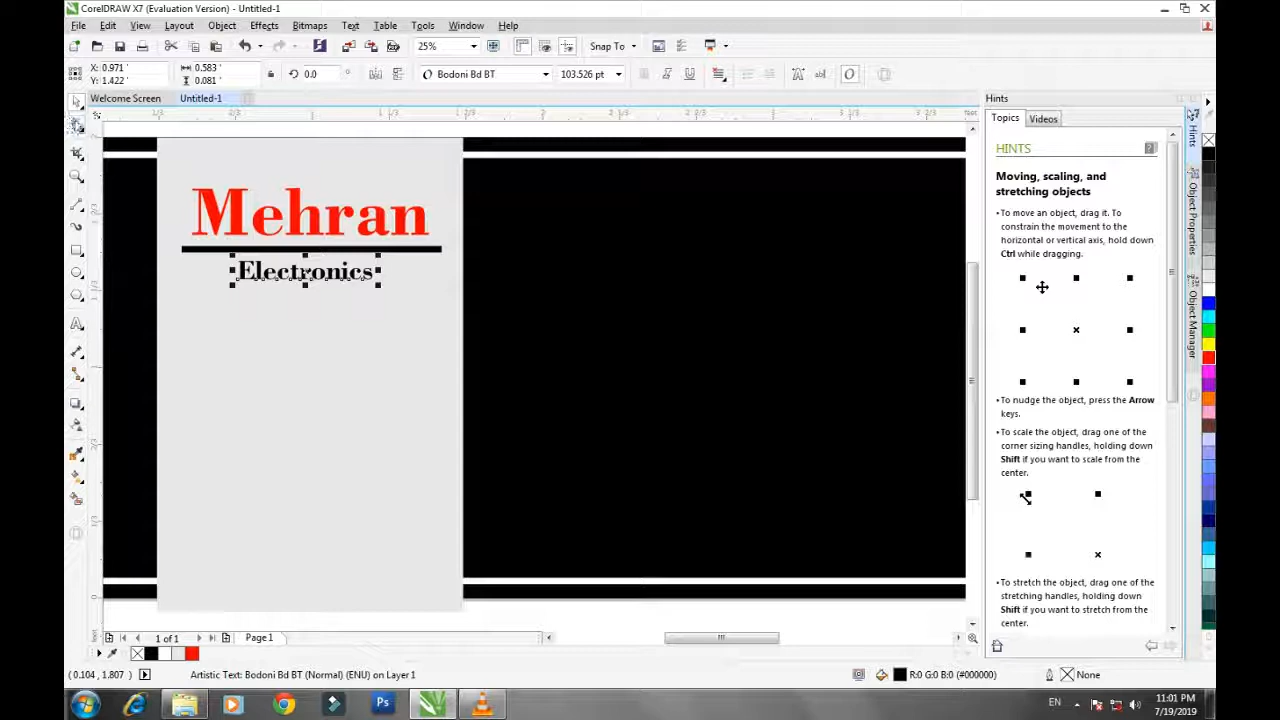 CorelDRAW X7 (Evaluation Version) - Untitled-1
File Edit View Layout Object Effects Bitmaps Text Table Tools Window Help
25% Snap To
X: 0.971 '
Y: 1.422 '
0.583 '
0.081 '
0.0 °
Bodoni Bd BT 103.526 pt
Welcome Screen Untitled-1
Mehran
Electronics
Hints
Topics Videos
HINTS
Moving, scaling, and
stretching objects
• To move an object, drag it. To
constrain the movement to the
horizontal or vertical axis, hold down
Ctrl while dragging.
• To nudge the object, press the Arrow
keys.
• To scale the object, drag one of the
corner sizing handles, holding down
Shift if you want to scale from the
center.
• To stretch the object, drag one of the
stretching handles, holding down
Shift if you want to stretch from the
center.
Hints
Object Properties
Object Manager
1 of 1 Page 1
(0.104, 1.807 ) Artistic Text: Bodoni Bd BT (Normal) (ENU) on Layer 1 R:0 G:0 B:0 (#000000) None
Ps
EN
11:01 PM
7/19/2019